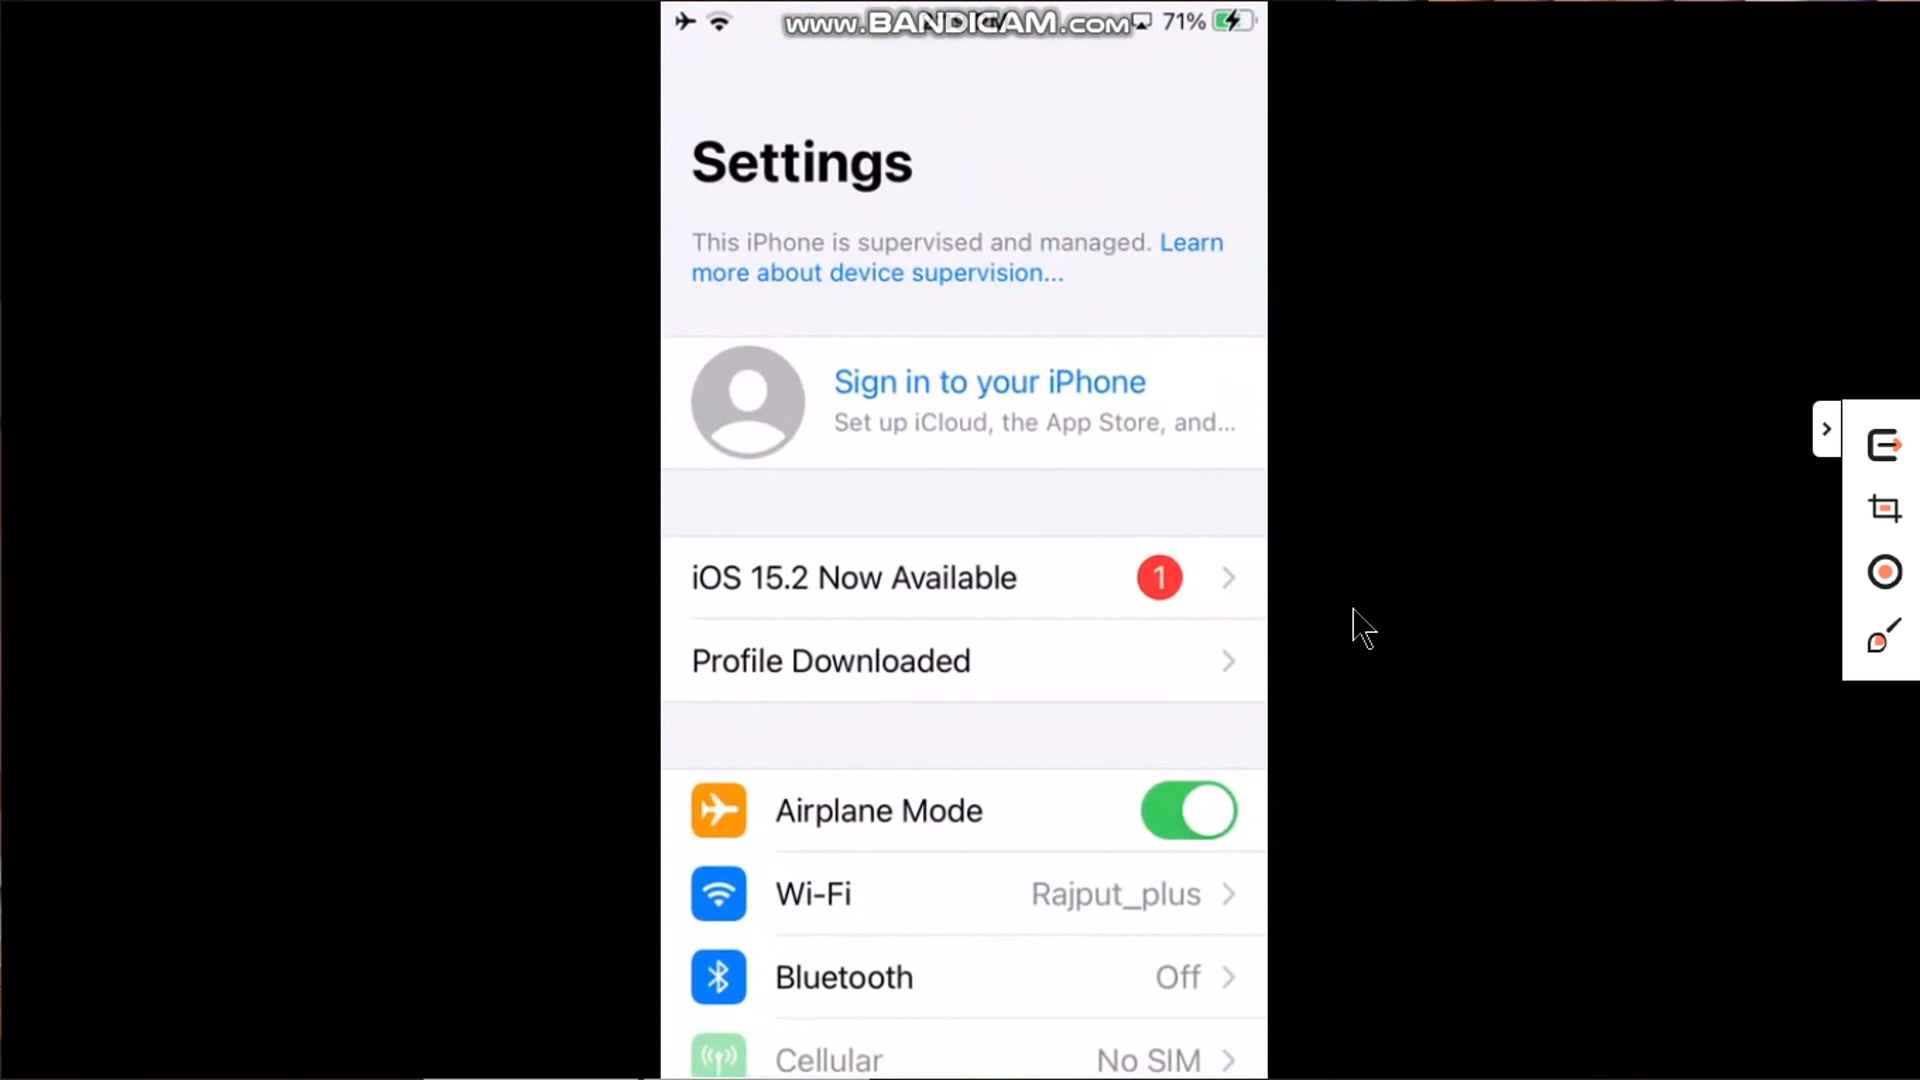 www.BANDICAM.com
71%
Settings
This iPhone is supervised and managed. Learn
more about device supervision...
Sign in to your iPhone
Set up iCloud, the App Store, and...
iOS 15.2 Now Available
1
Profile Downloaded
Airplane Mode
Wi-Fi
Rajput_plus
Bluetooth
Off
Cellular
No SIM